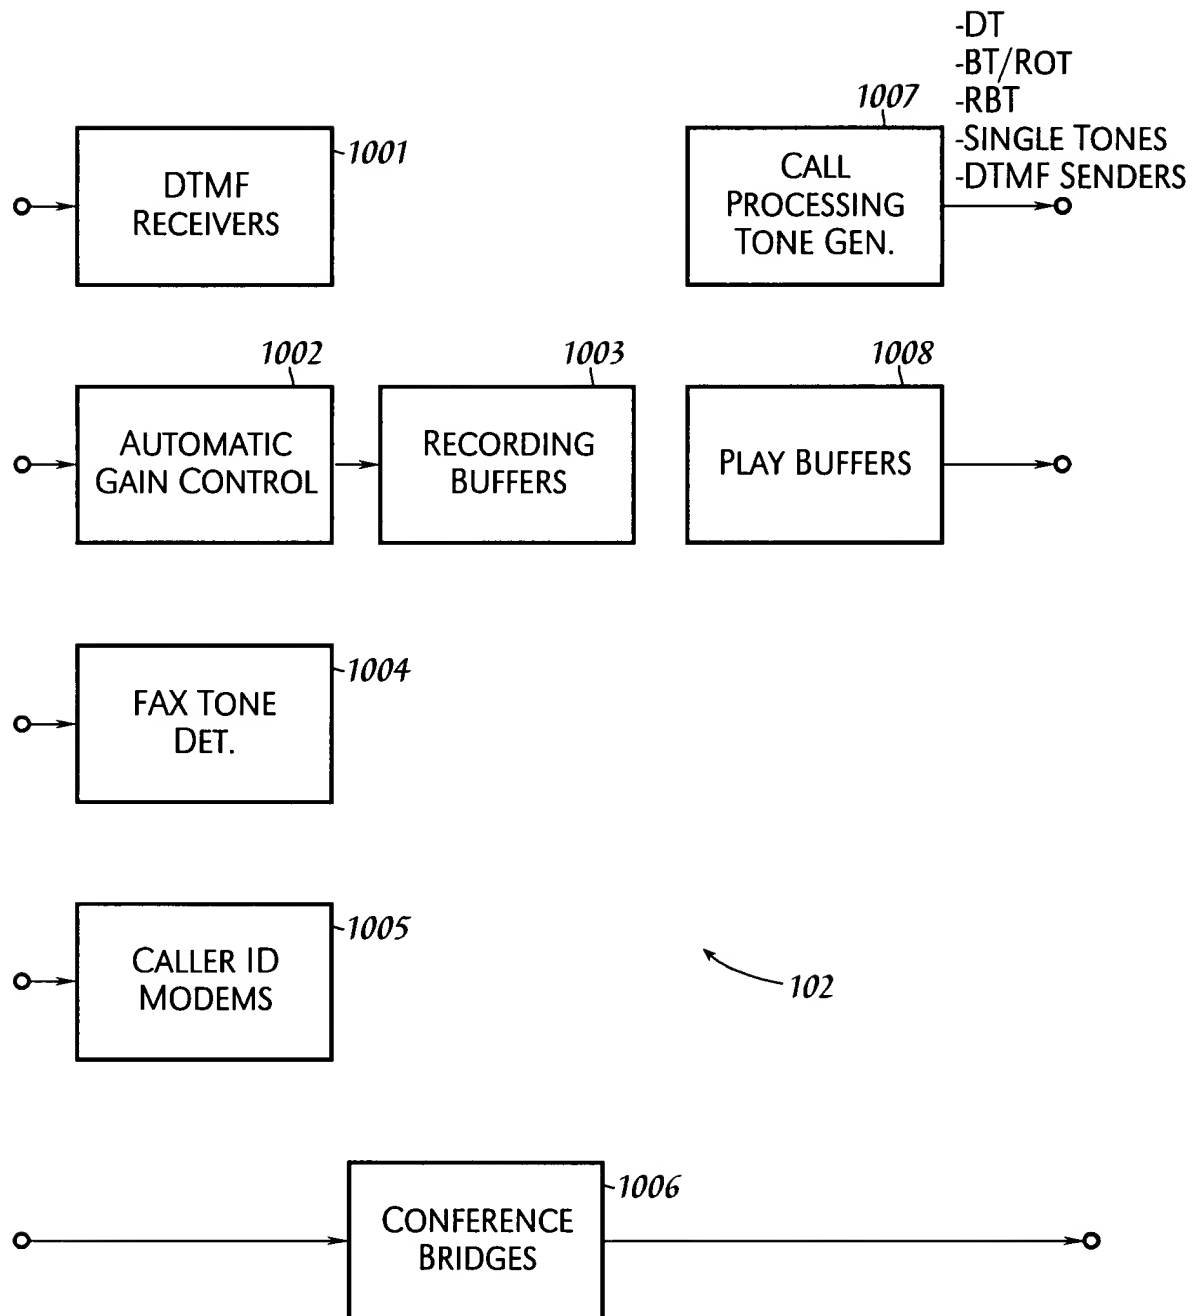 -DT
-BT/ROT
-RBT
-SINGLE TONES
-DTMF SENDERS
1001
DTMF
RECEIVERS
1007
CALL
PROCESSING
TONE GEN.
1002
AUTOMATIC
GAIN CONTROL
1003
RECORDING
BUFFERS
1008
PLAY BUFFERS
1004
FAX TONE
DET.
1005
CALLER ID
MODEMS
102
1006
CONFERENCE
BRIDGES